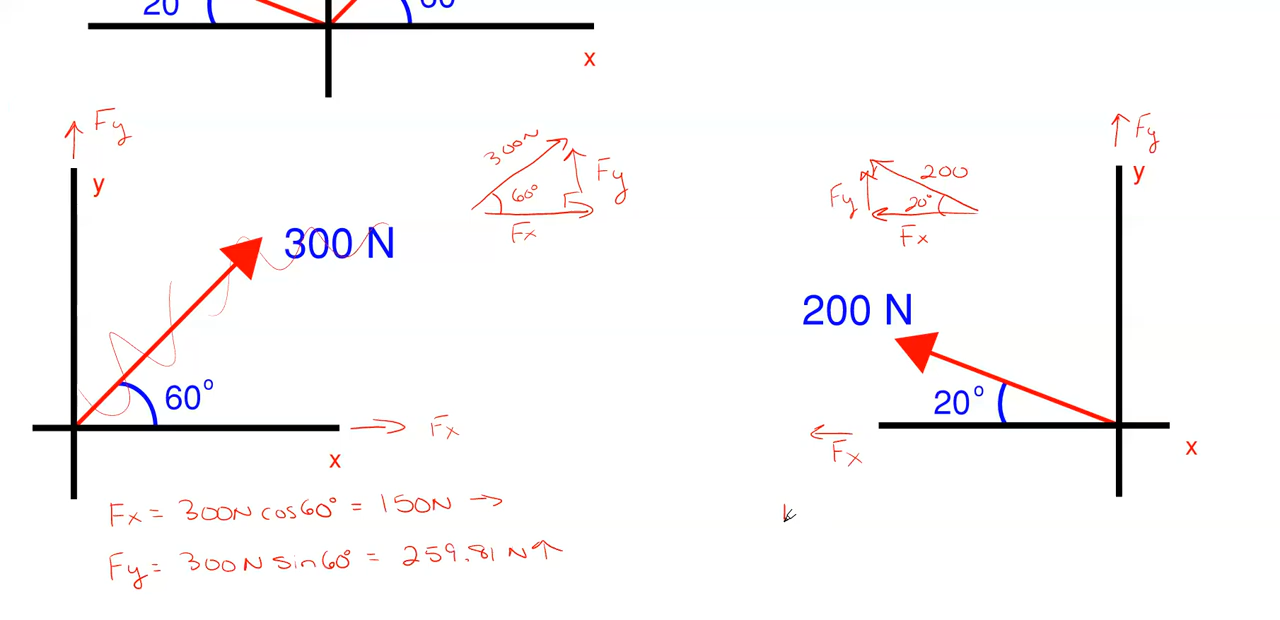 20
60
x
Fy
y
300 N
60°
x
Fx
300N
60°
Fy
Fx
Fx = 300N cos60° = 150N →
Fy = 300N sin60° = 259.81 N ↑
Fy
y
200
20°
Fy
Fx
200 N
20°
Fx
x